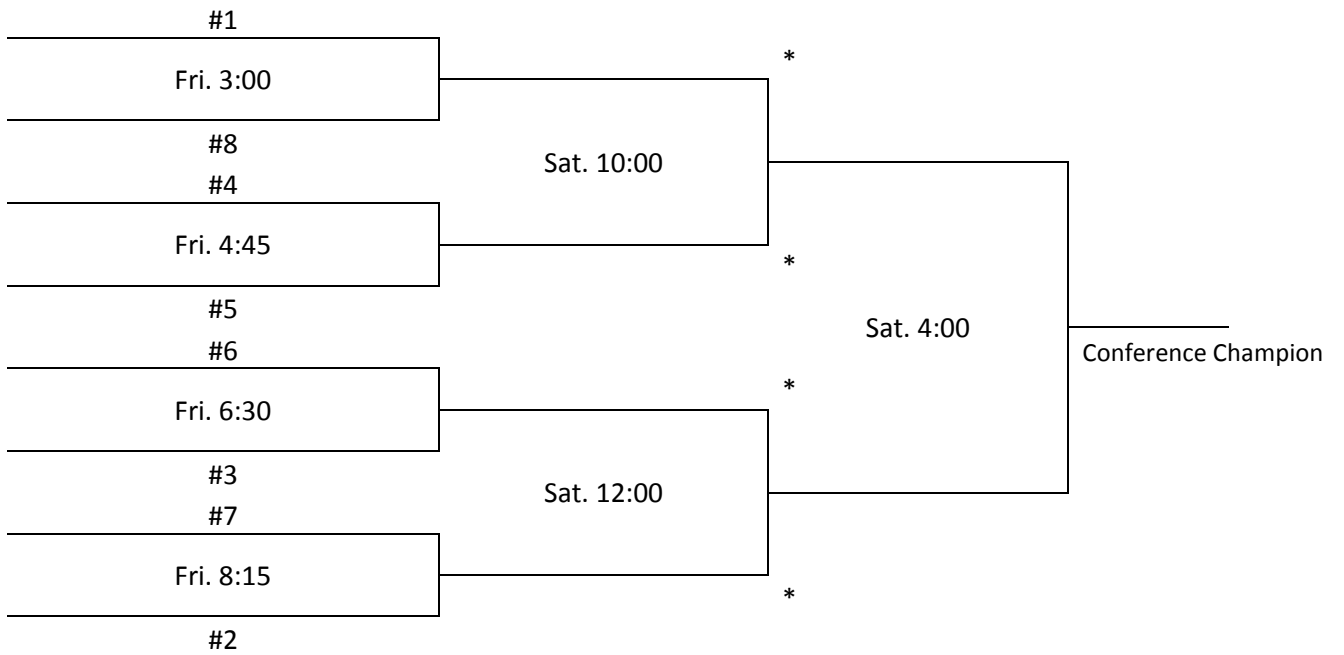 #1
Fri. 3:00
#8
*
Sat. 10:00
#4
Fri. 4:45
#5
*
Sat. 4:00
Conference Champion
#6
Fri. 6:30
#3
*
Sat. 12:00
#7
Fri. 8:15
#2
*